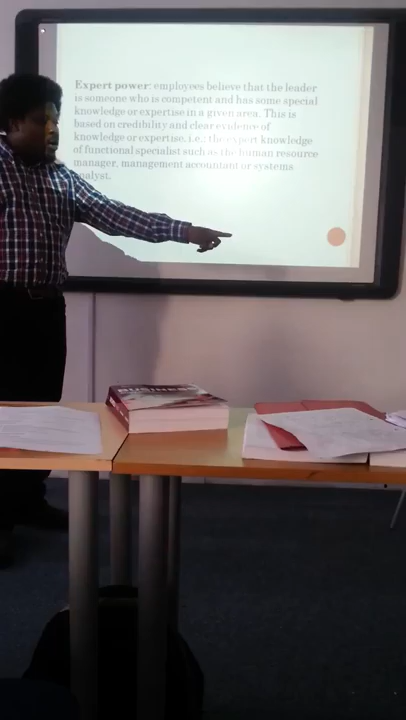 Expert power: employees believe that the leader
is someone who is competent and has some special
knowledge or expertise in a given area. This is
based on credibility and clear evidence of
knowledge or expertise, i.e.: the expert knowledge
of functional specialist such as the human resource
manager, management accountant or systems
analyst.
BUSINESS